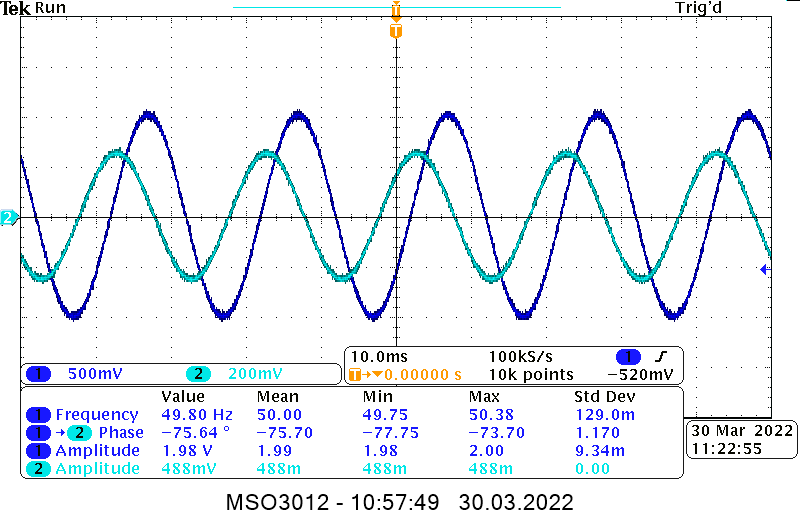 Tek Run Trig'd
T
T
2
10.0ms 100kS/s 1
1 500mV 2 200mV T→▼0.00000 s 10k points −520mV
Value Mean Min Max Std Dev
1 Frequency 49.80 Hz 50.00 49.75 50.38 129.0m
1 →2 Phase −75.64 ° −75.70 −77.75 −73.70 1.170
1 Amplitude 1.98 V 1.99 1.98 2.00 9.34m
2 Amplitude 488mV 488m 488m 488m 0.00
30 Mar 2022
11:22:55
MSO3012 - 10:57:49 30.03.2022